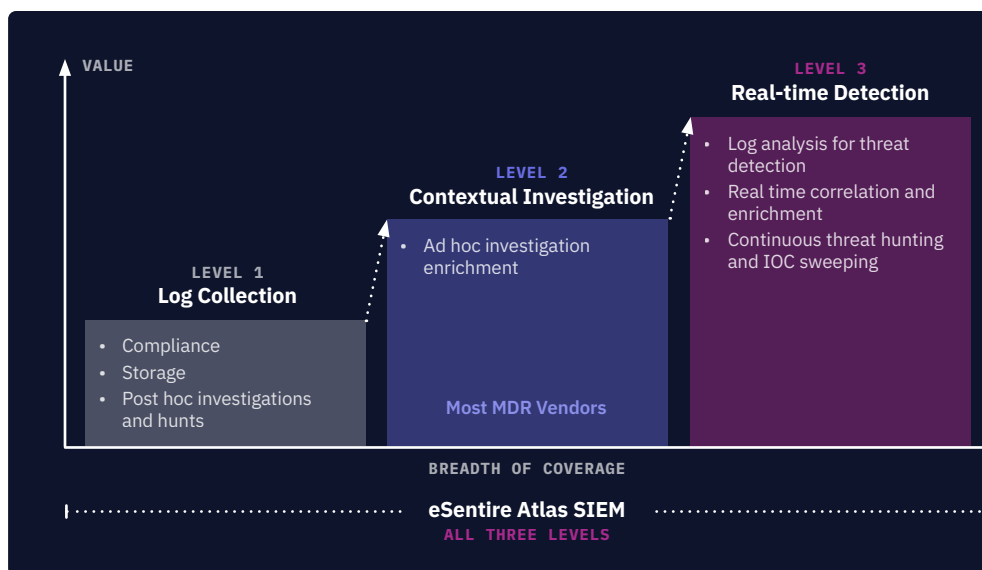 VALUE
LEVEL 1
Log Collection
• Compliance
• Storage
• Post hoc investigations
and hunts
LEVEL 2
Contextual Investigation
• Ad hoc investigation
enrichment
Most MDR Vendors
LEVEL 3
Real-time Detection
• Log analysis for threat
detection
• Real time correlation and
enrichment
• Continuous threat hunting
and IOC sweeping
BREADTH OF COVERAGE
eSentire Atlas SIEM
ALL THREE LEVELS